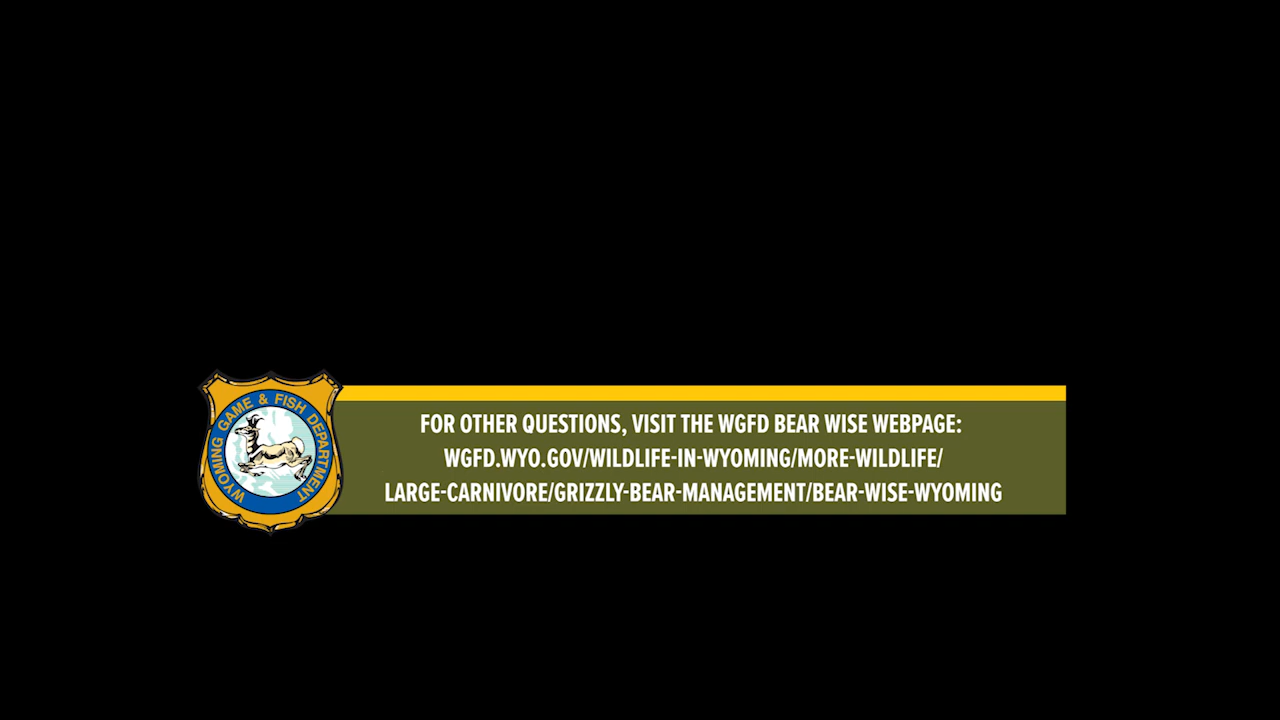 WYOMING GAME & FISH DEPARTMENT
FOR OTHER QUESTIONS, VISIT THE WGFD BEAR WISE WEBPAGE:
WGFD.WYO.GOV/WILDLIFE-IN-WYOMING/MORE-WILDLIFE/
LARGE-CARNIVORE/GRIZZLY-BEAR-MANAGEMENT/BEAR-WISE-WYOMING